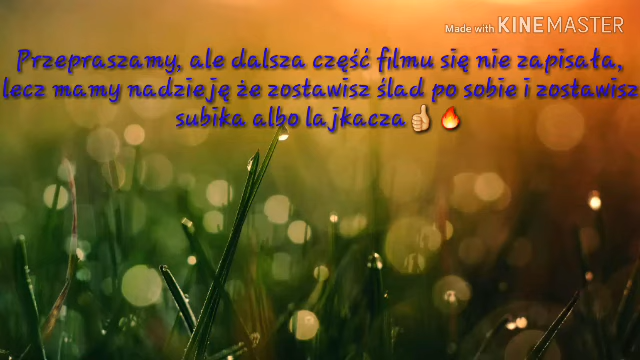 Made with KINEMASTER
Przepraszamy, ale dalsza część filmu się nie zapisała,
lecz mamy nadzieję że zostawisz ślad po sobie i zostawisz
subika albo lajkacza👍🏻🔥